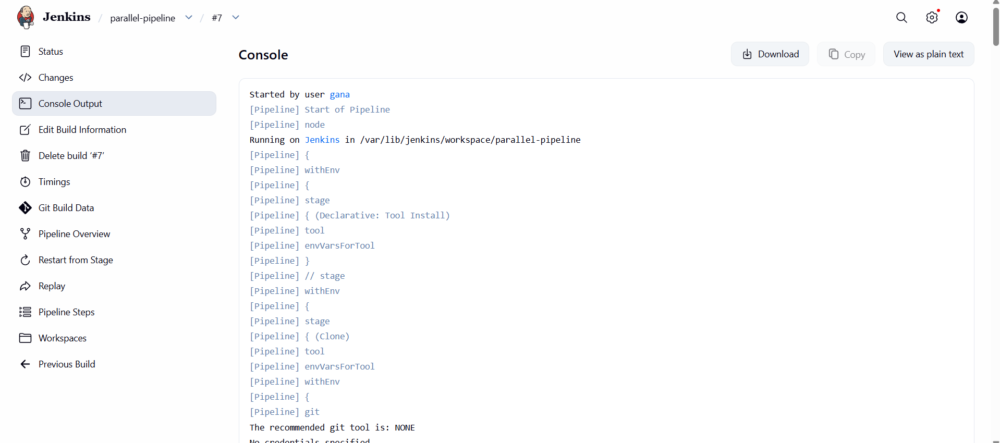 Jenkins / parallel-pipeline / #7
Status
Changes
Console Output
Edit Build Information
Delete build ‘#7’
Timings
Git Build Data
Pipeline Overview
Restart from Stage
Replay
Pipeline Steps
Workspaces
Previous Build
Console
Download
Copy
View as plain text
Started by user gana
[Pipeline] Start of Pipeline
[Pipeline] node
Running on Jenkins in /var/lib/jenkins/workspace/parallel-pipeline
[Pipeline] {
[Pipeline] withEnv
[Pipeline] {
[Pipeline] stage
[Pipeline] { (Declarative: Tool Install)
[Pipeline] tool
[Pipeline] envVarsForTool
[Pipeline] }
[Pipeline] // stage
[Pipeline] withEnv
[Pipeline] {
[Pipeline] stage
[Pipeline] { (Clone)
[Pipeline] tool
[Pipeline] envVarsForTool
[Pipeline] withEnv
[Pipeline] {
[Pipeline] git
The recommended git tool is: NONE
No credentials specified